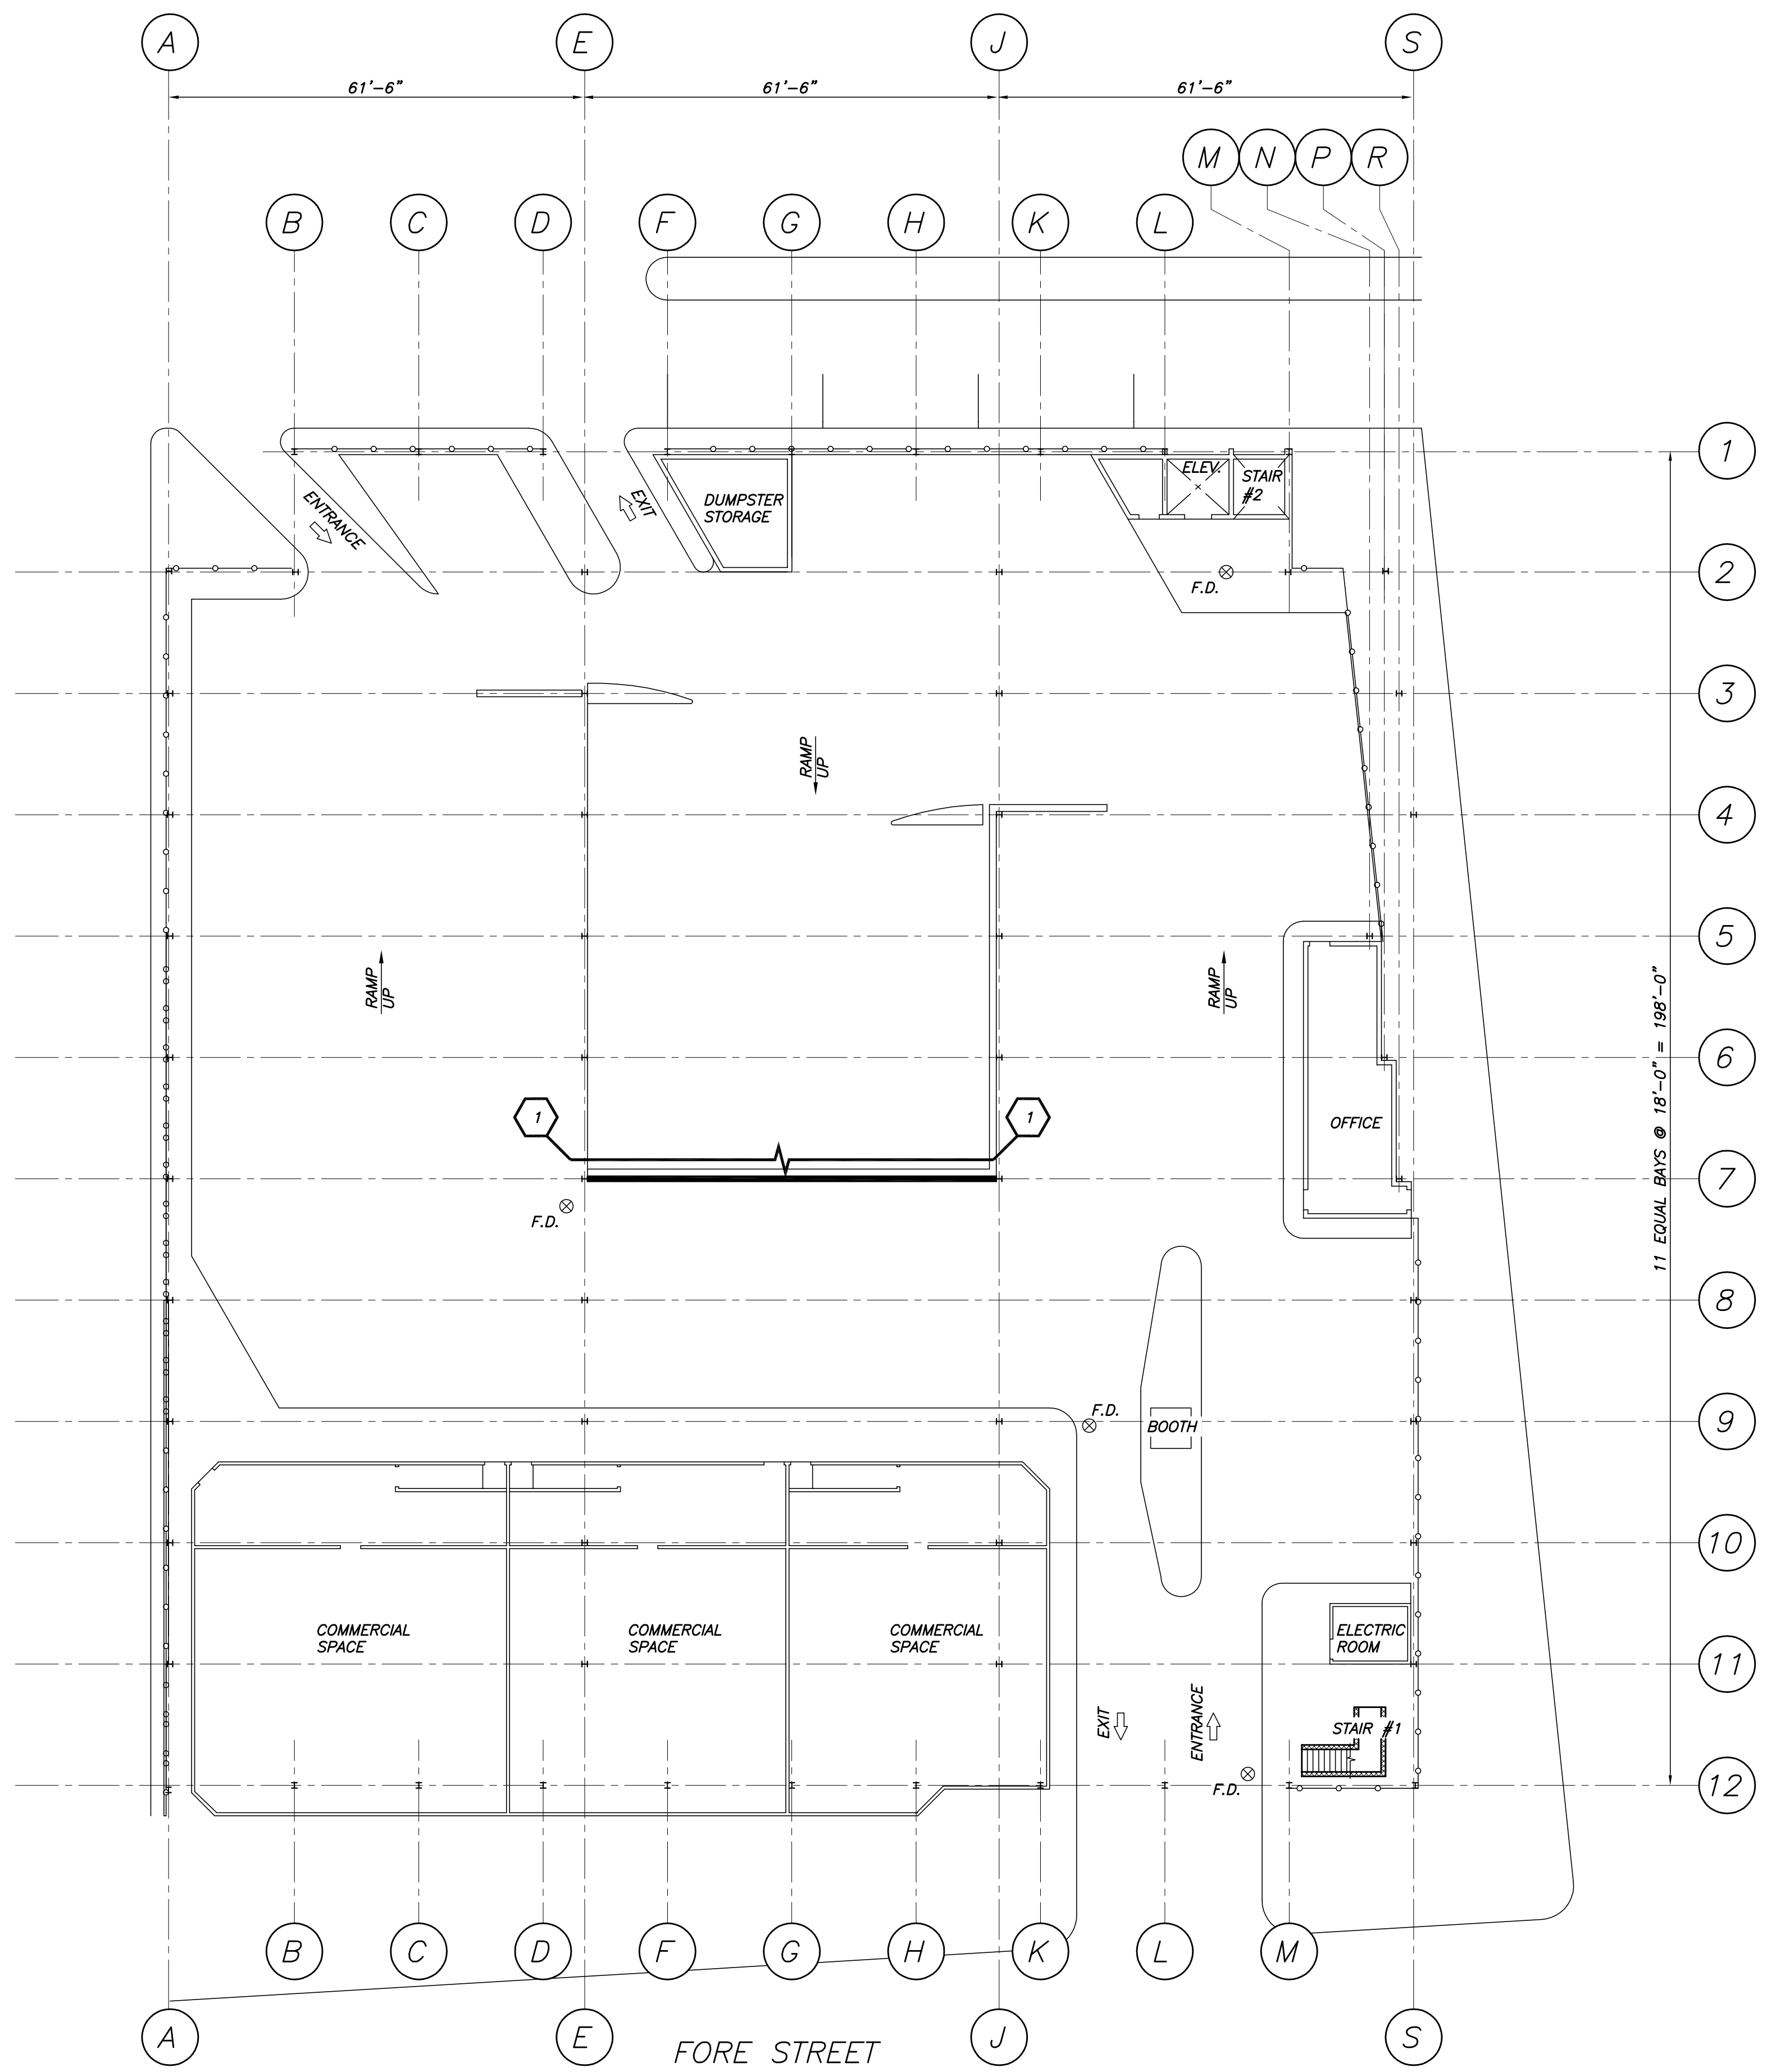 A
E
J
S
61'-6"
61'-6"
61'-6"
M
N
P
R
B
C
D
F
G
H
K
L
1
ENTRANCE
EXIT
DUMPSTER
STORAGE
ELEV.
STAIR
#2
2
F.D.
3
RAMP
UP
4
5
RAMP
UP
RAMP
UP
11 EQUAL BAYS @ 18'-0" = 198'-0"
6
1
1
OFFICE
7
F.D.
8
F.D.
BOOTH
9
10
COMMERCIAL
SPACE
COMMERCIAL
SPACE
COMMERCIAL
SPACE
ELECTRIC
ROOM
11
EXIT
ENTRANCE
STAIR #1
F.D.
12
B
C
D
F
G
H
K
L
M
A
E
J
S
FORE STREET